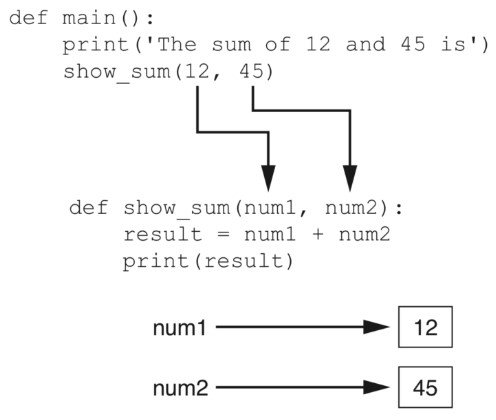 def main():
    print('The sum of 12 and 45 is')
    show_sum(12, 45)
def show_sum(num1, num2):
    result = num1 + num2
    print(result)
num1 12
num2 45